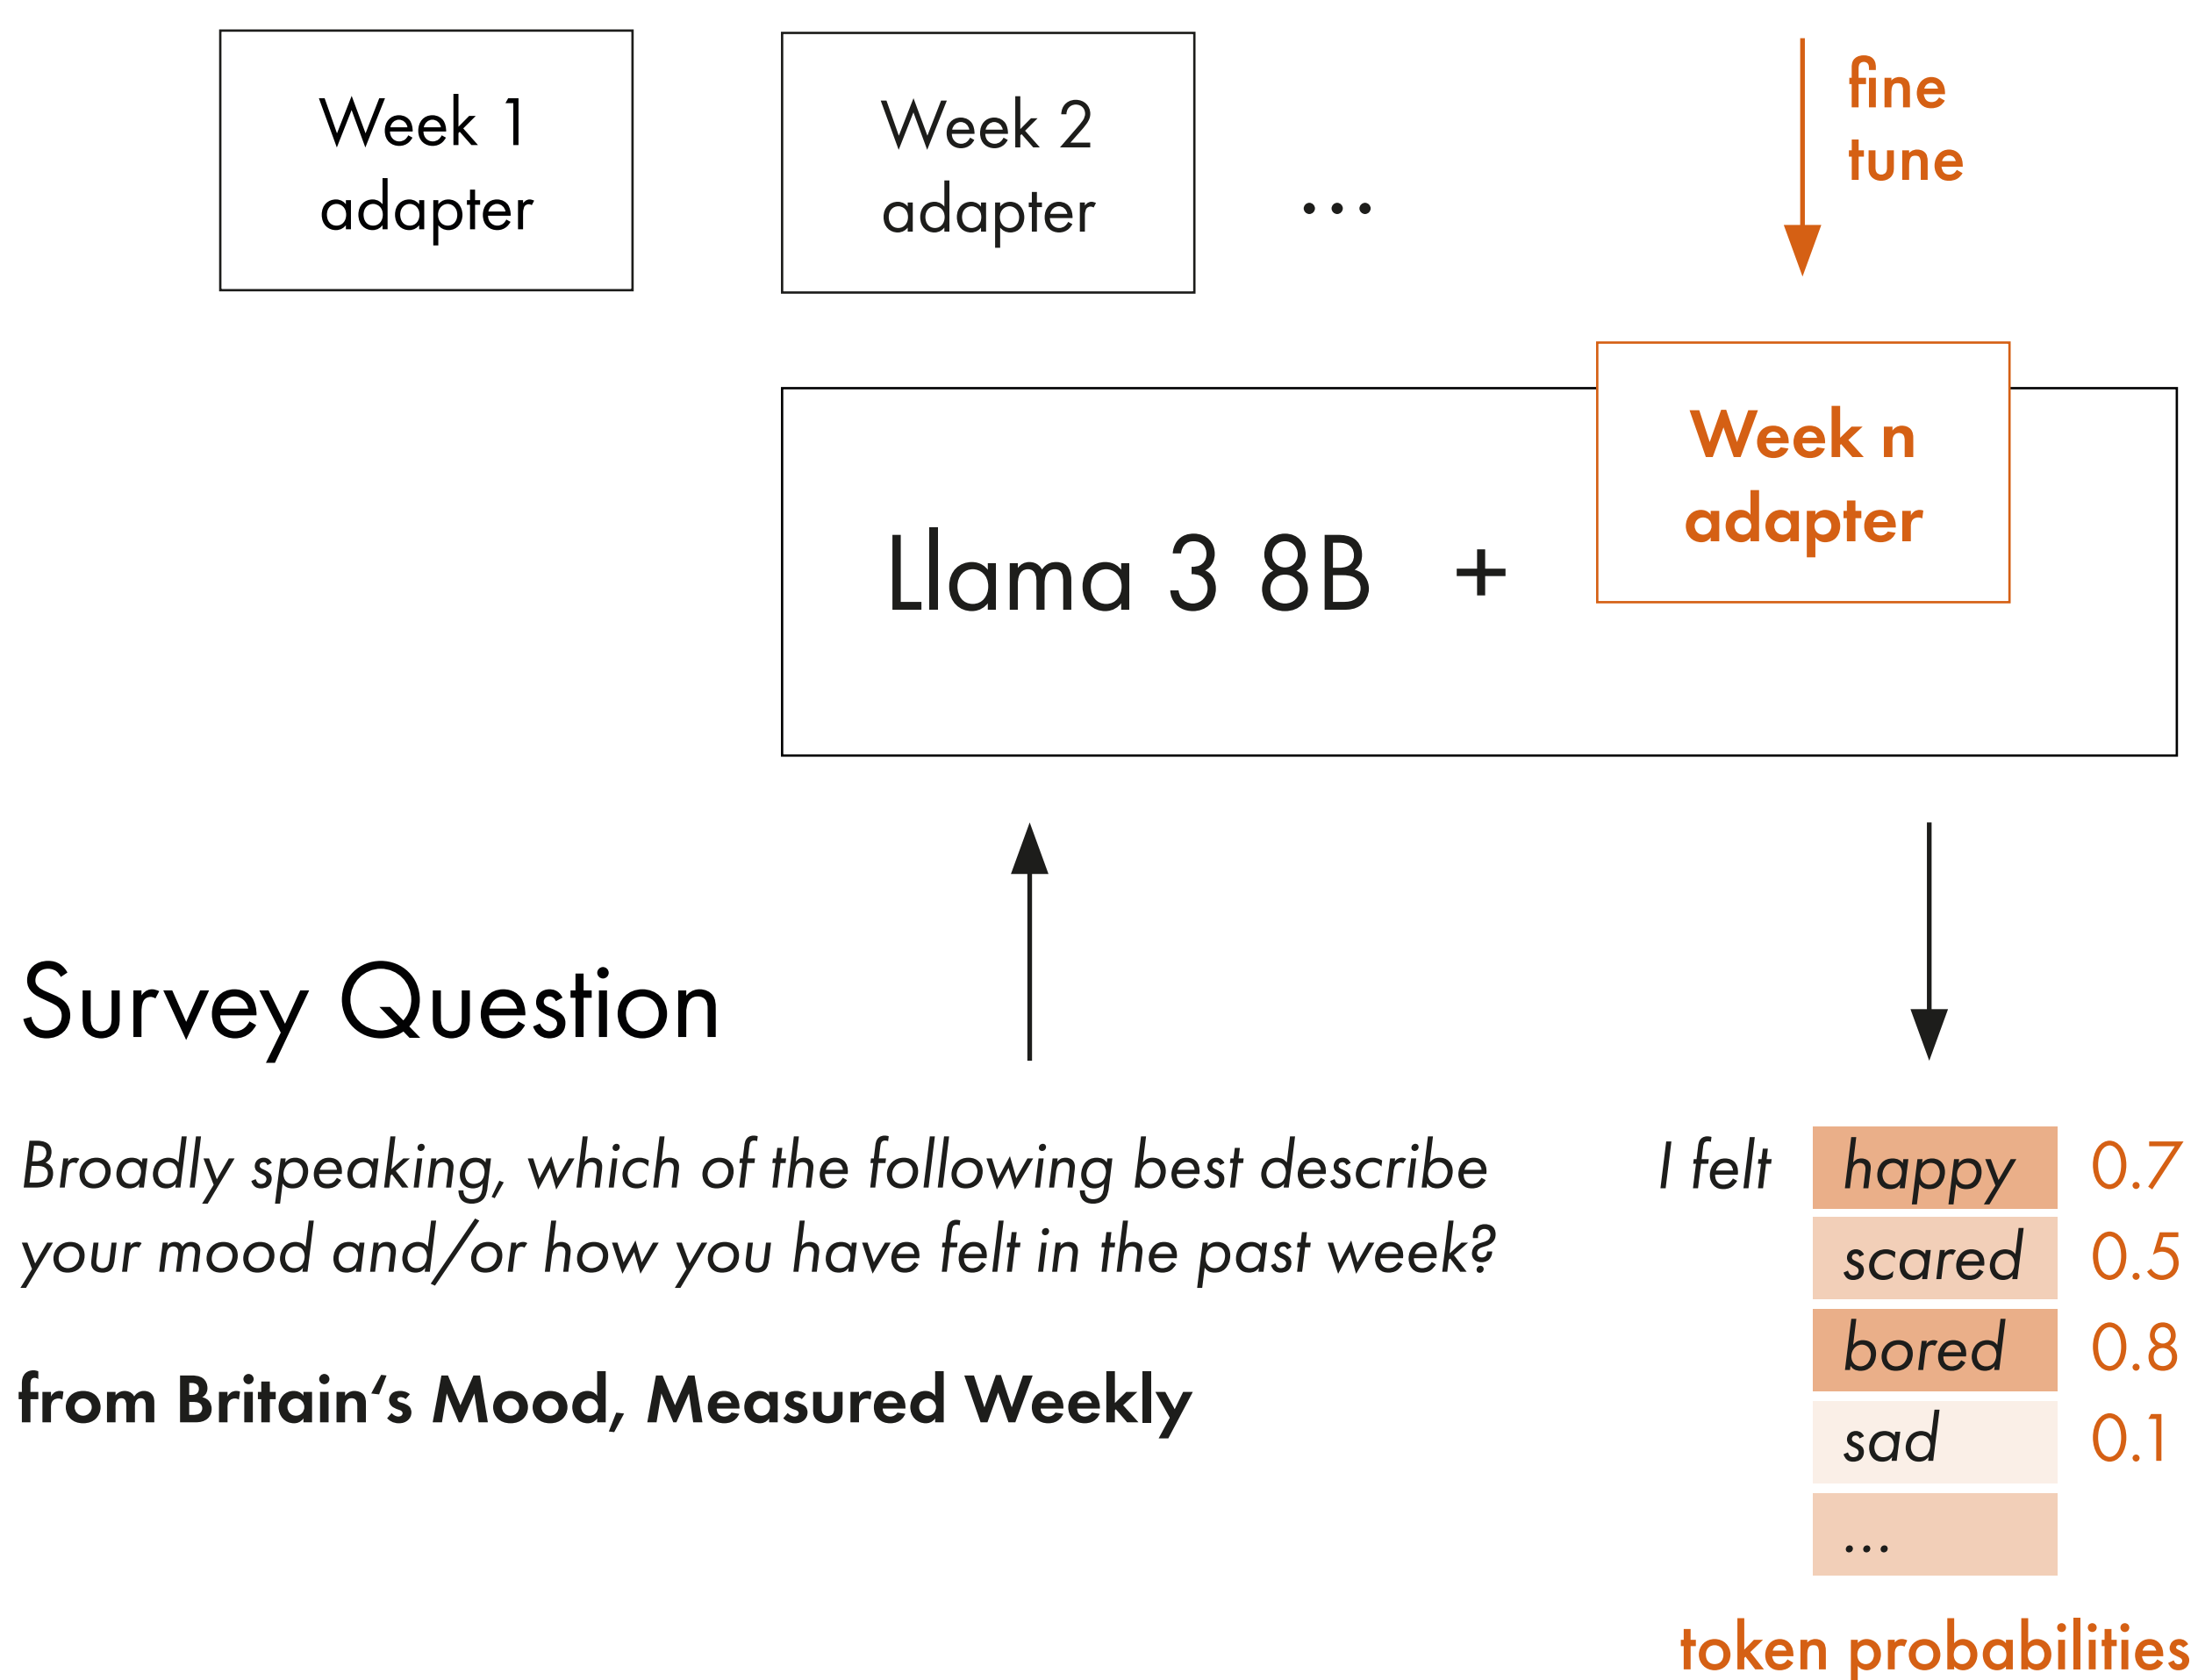 Week 1
adapter
Week 2
adapter
...
fine
tune
Week n
adapter
Llama 3 8B +
Survey Question
Broadly speaking, which of the following best describe
your mood and/or how you have felt in the past week?
from Britain‘s Mood, Measured Weekly
I felt happy 0.7
scared 0.5
bored 0.8
sad 0.1
...
token probabilities